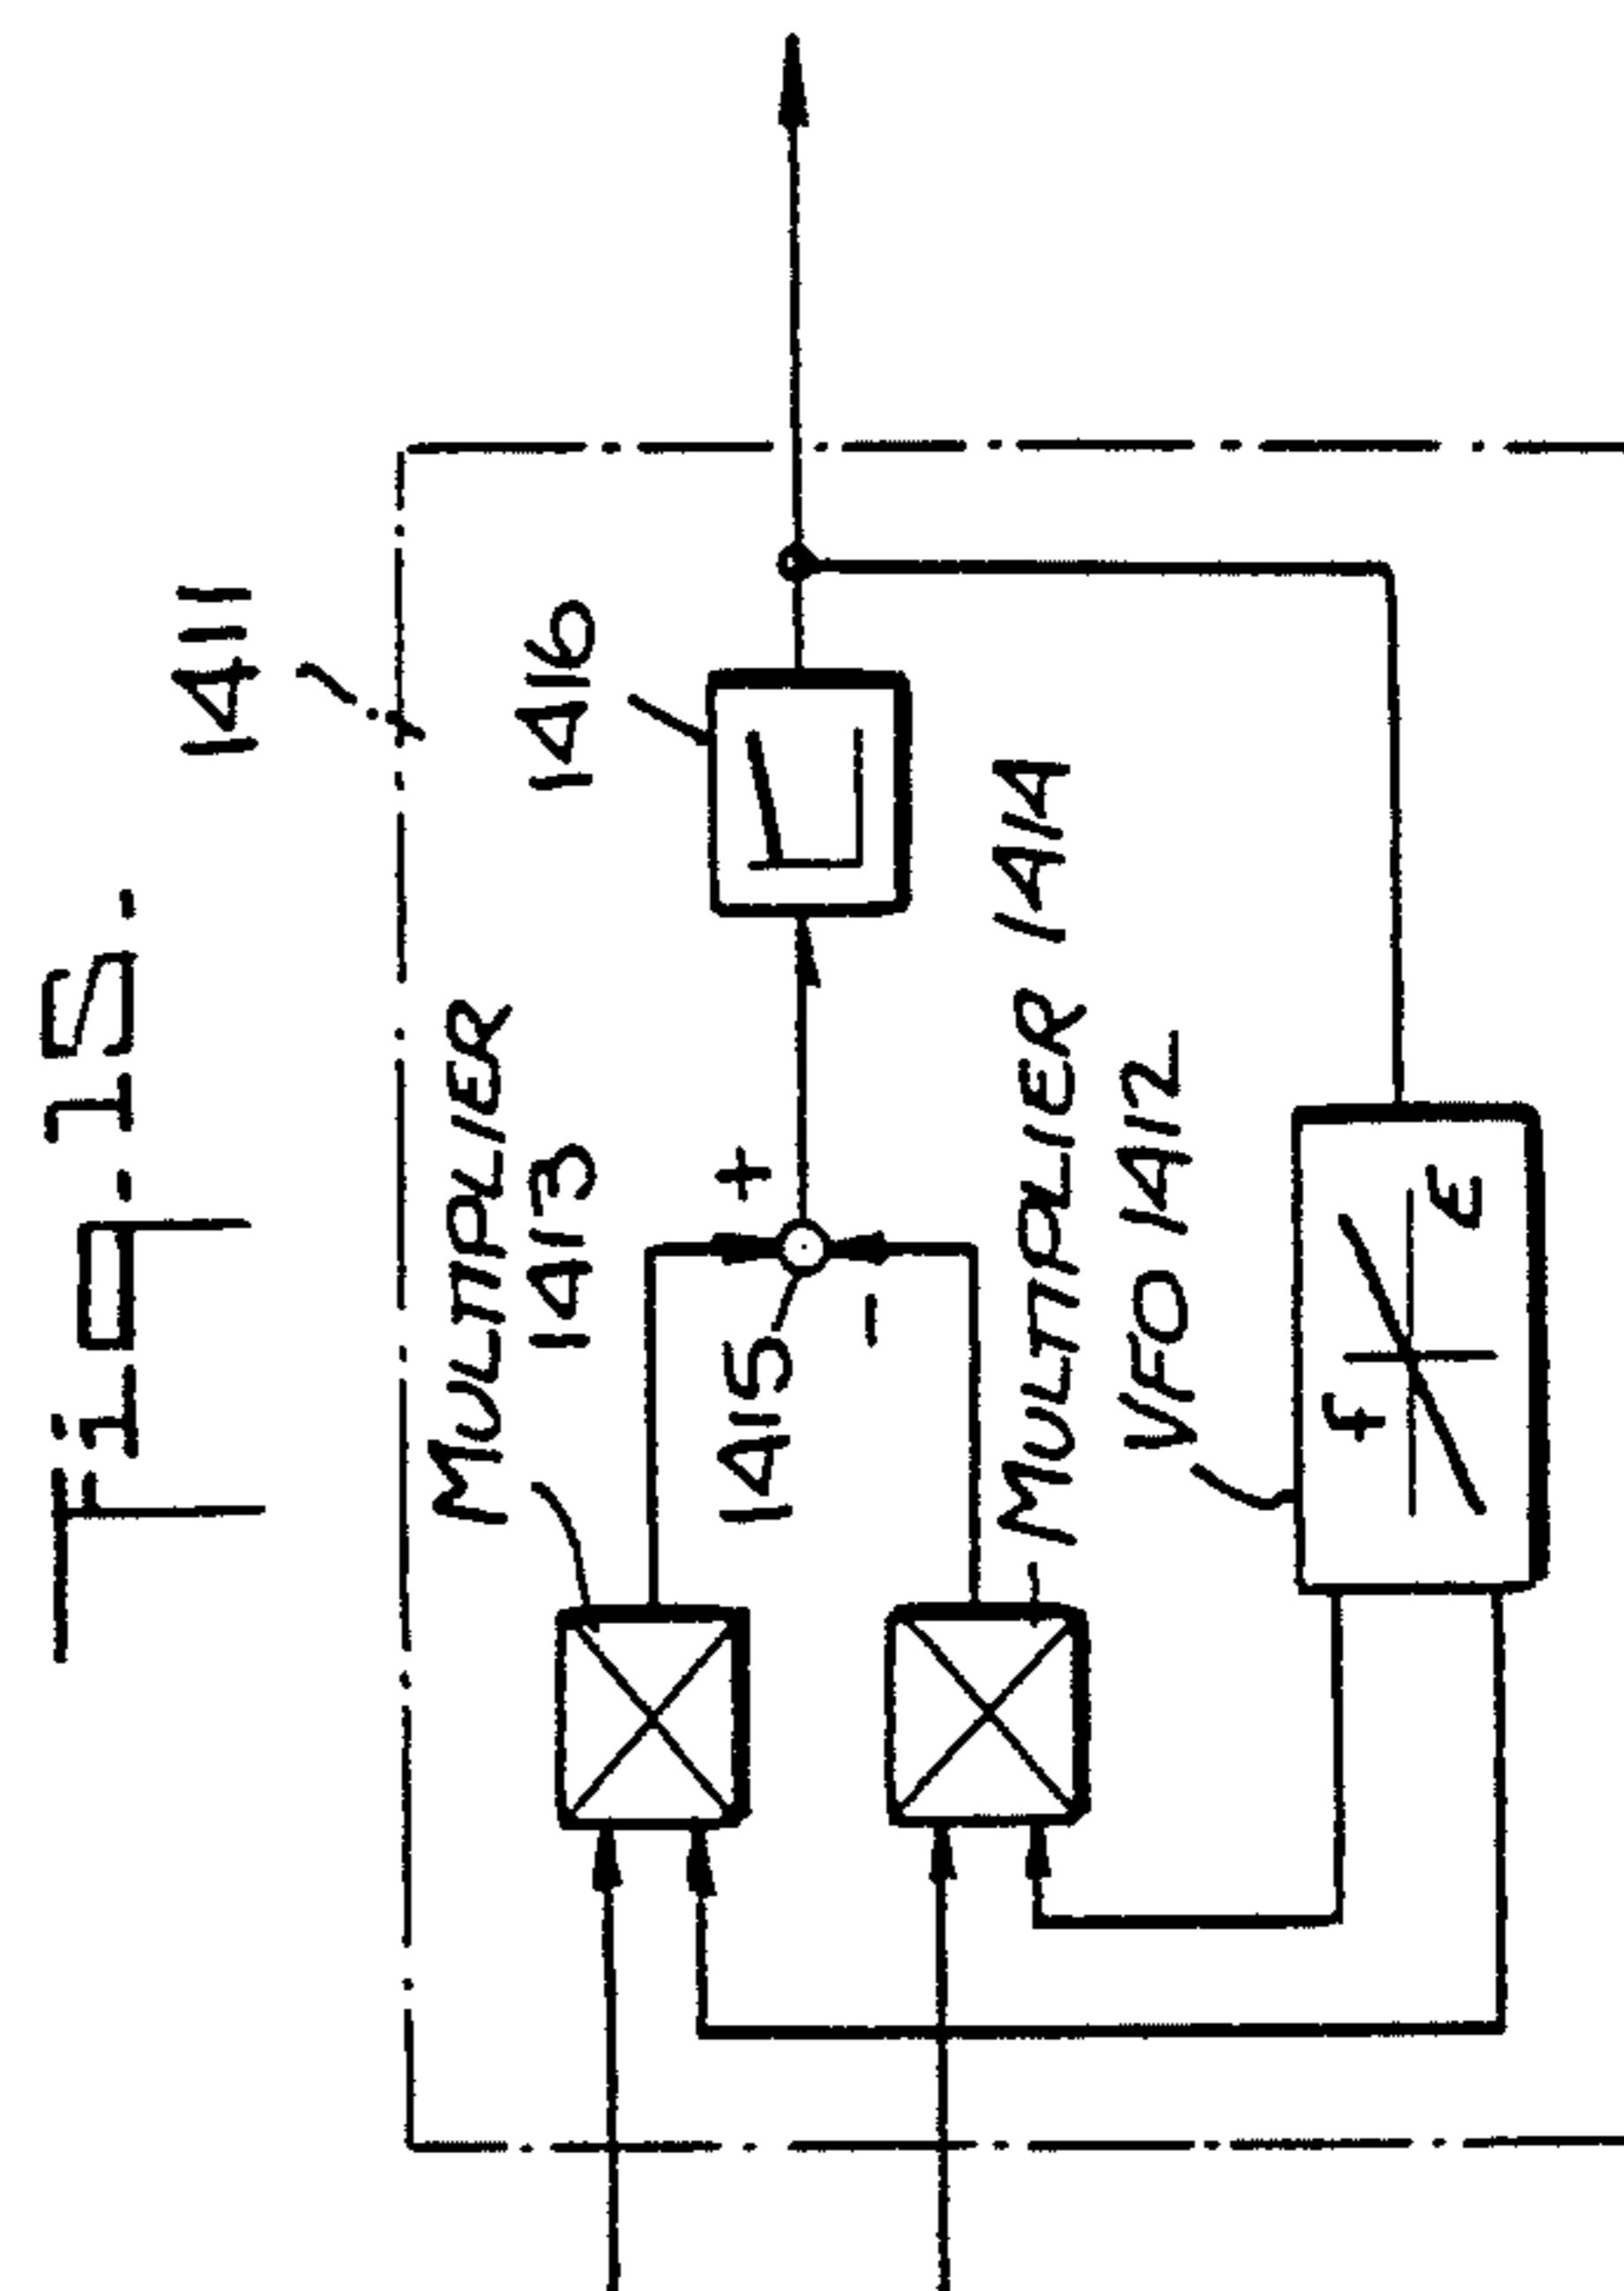 Fig-15.
1411
MULTIPLIER
1413
1416
1415
+
-
MULTIPLIER 1414
VFO 1412
f
E